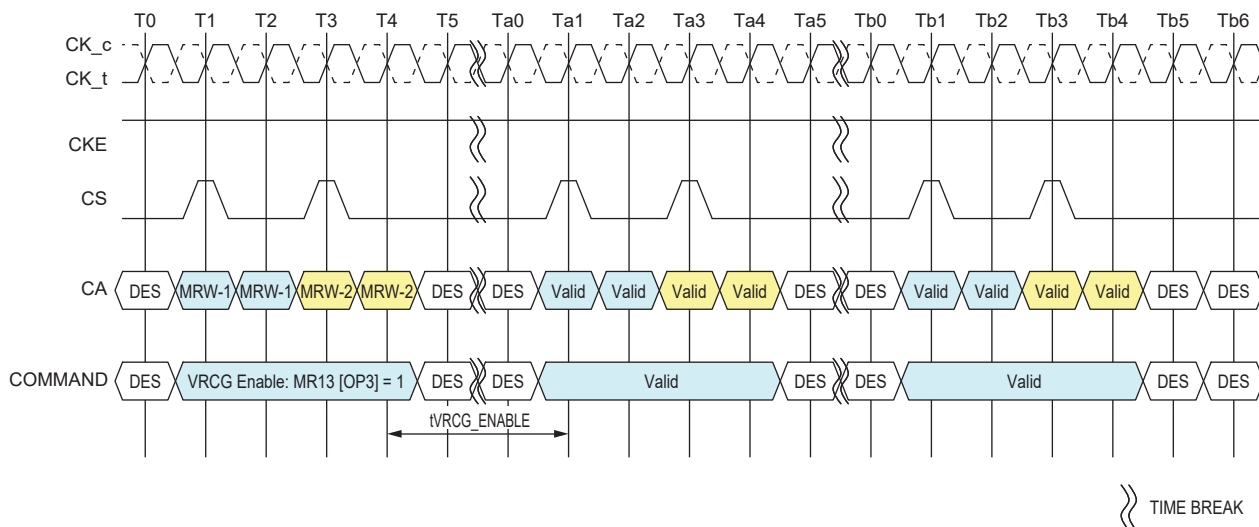 T0 T1 T2 T3 T4 T5 Ta0 Ta1 Ta2 Ta3 Ta4 Ta5 Tb0 Tb1 Tb2 Tb3 Tb4 Tb5 Tb6
CK_c
CK_t
CKE
CS
CA DES MRW-1 MRW-1 MRW-2 MRW-2 DES DES Valid Valid Valid Valid DES DES Valid Valid Valid Valid DES DES
COMMAND DES VRCG Enable: MR13 [OP3] = 1 DES DES Valid DES DES Valid DES DES
tVRCG_ENABLE
TIME BREAK